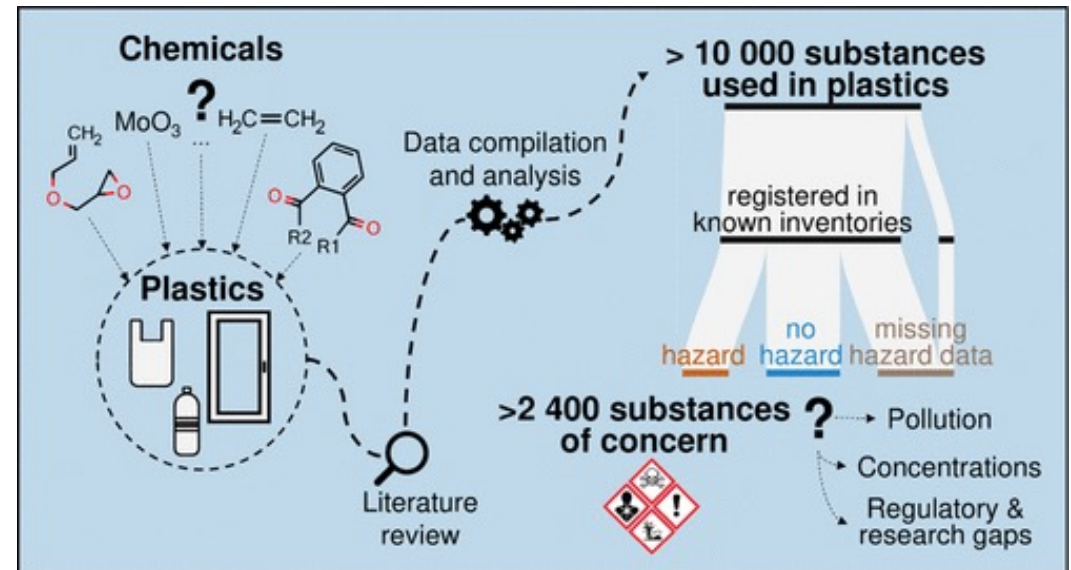 Chemicals
?
MoO₃
...
H₂C=CH₂
CH₂
O
O
O
O
R2
R1
Plastics
Literature
review
Data compilation
and analysis
> 10 000 substances
used in plastics
registered in
known inventories
hazard
no
hazard
missing
hazard data
>2 400 substances
of concern
?
Pollution
Concentrations
Regulatory &
research gaps
!